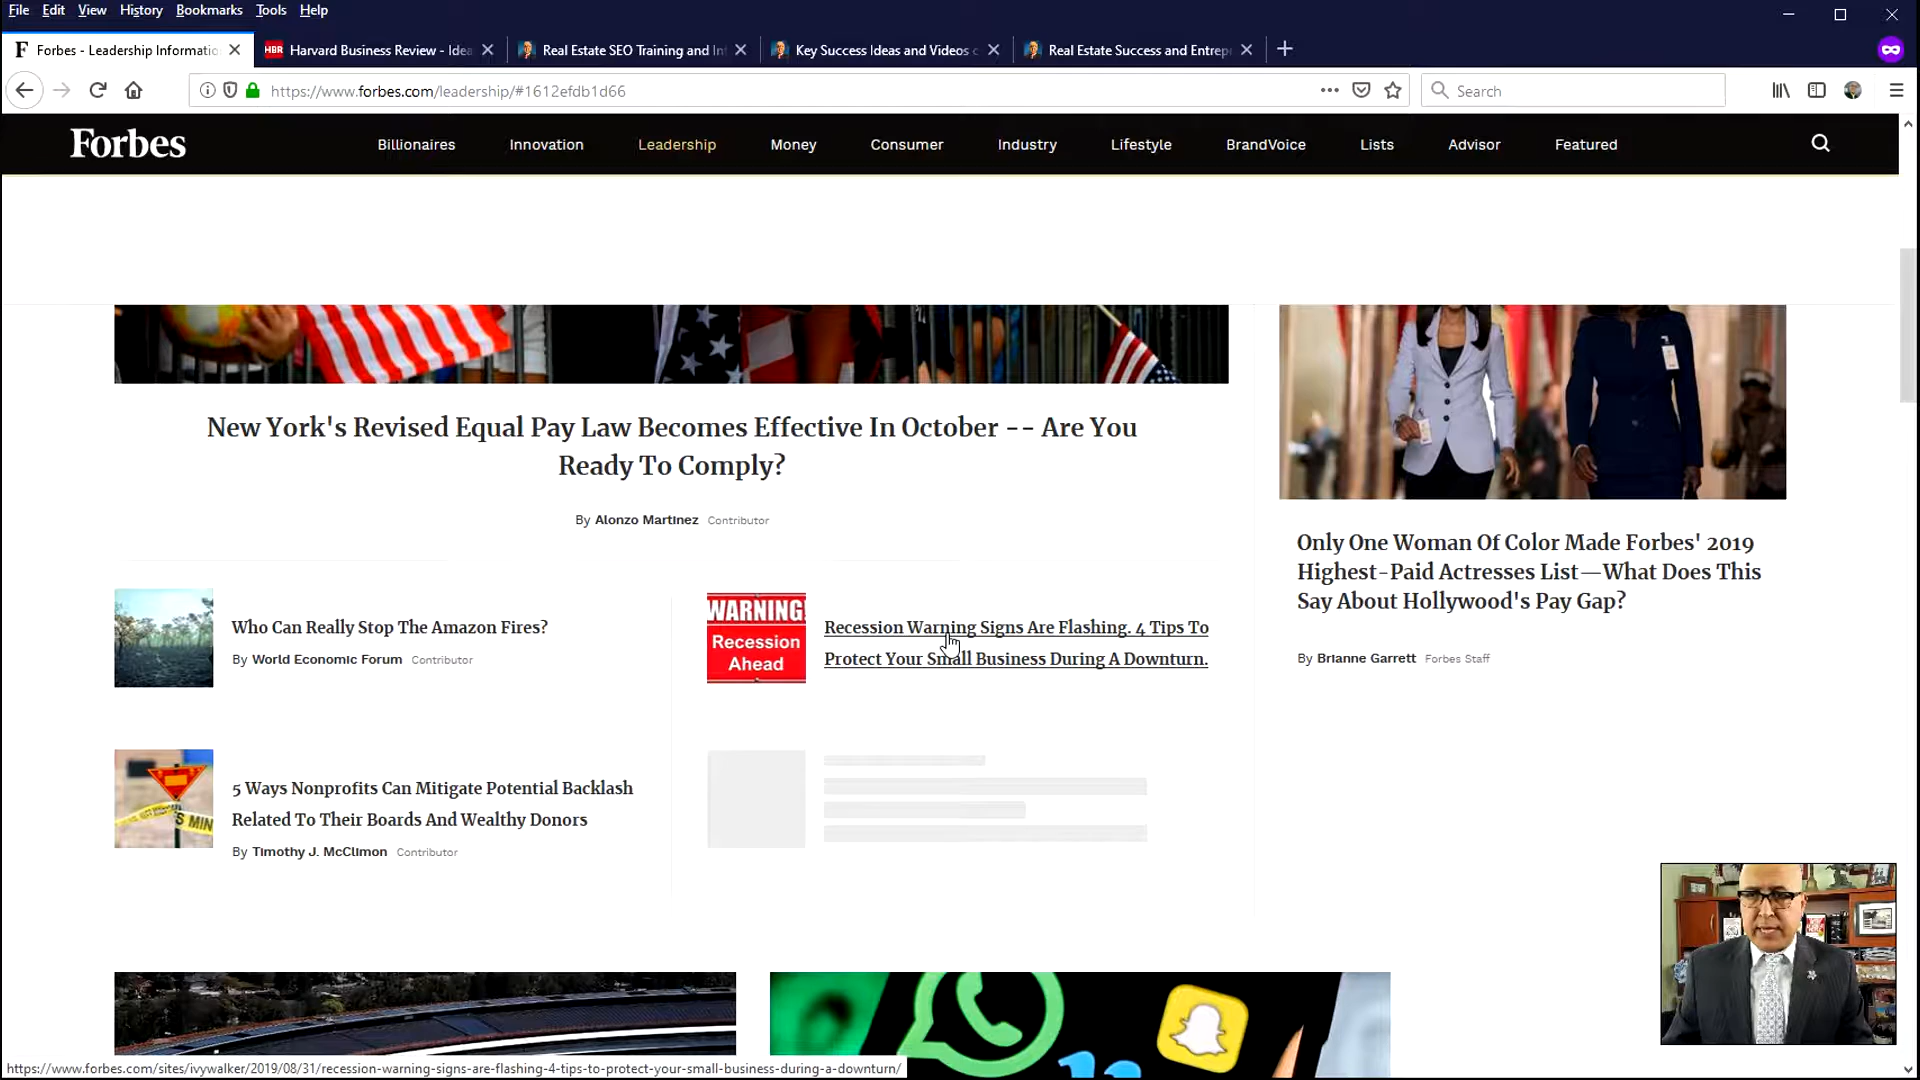 File Edit View History Bookmarks Tools Help
Forbes - Leadership Informatio
HBR Harvard Business Review - Idea
Real Estate SEO Training and In
Key Success Ideas and Videos
Real Estate Success and Entrep
https://www.forbes.com/leadership/#1612efdb1d66
Search
Forbes Billionaires Innovation Leadership Money Consumer Industry Lifestyle BrandVoice Lists Advisor Featured
New York's Revised Equal Pay Law Becomes Effective In October -- Are You
Ready To Comply?
By Alonzo Martinez Contributor
Only One Woman Of Color Made Forbes' 2019
Highest-Paid Actresses List—What Does This
Say About Hollywood's Pay Gap?
By Brianne Garrett Forbes Staff
Who Can Really Stop The Amazon Fires?
By World Economic Forum Contributor
WARNING!
Recession
Ahead
Recession Warning Signs Are Flashing. 4 Tips To
Protect Your Small Business During A Downturn.
S MIN
5 Ways Nonprofits Can Mitigate Potential Backlash
Related To Their Boards And Wealthy Donors
By Timothy J. McClimon Contributor
https://www.forbes.com/sites/ivywalker/2019/08/31/recession-warning-signs-are-flashing-4-tips-to-protect-your-small-business-during-a-downturn/